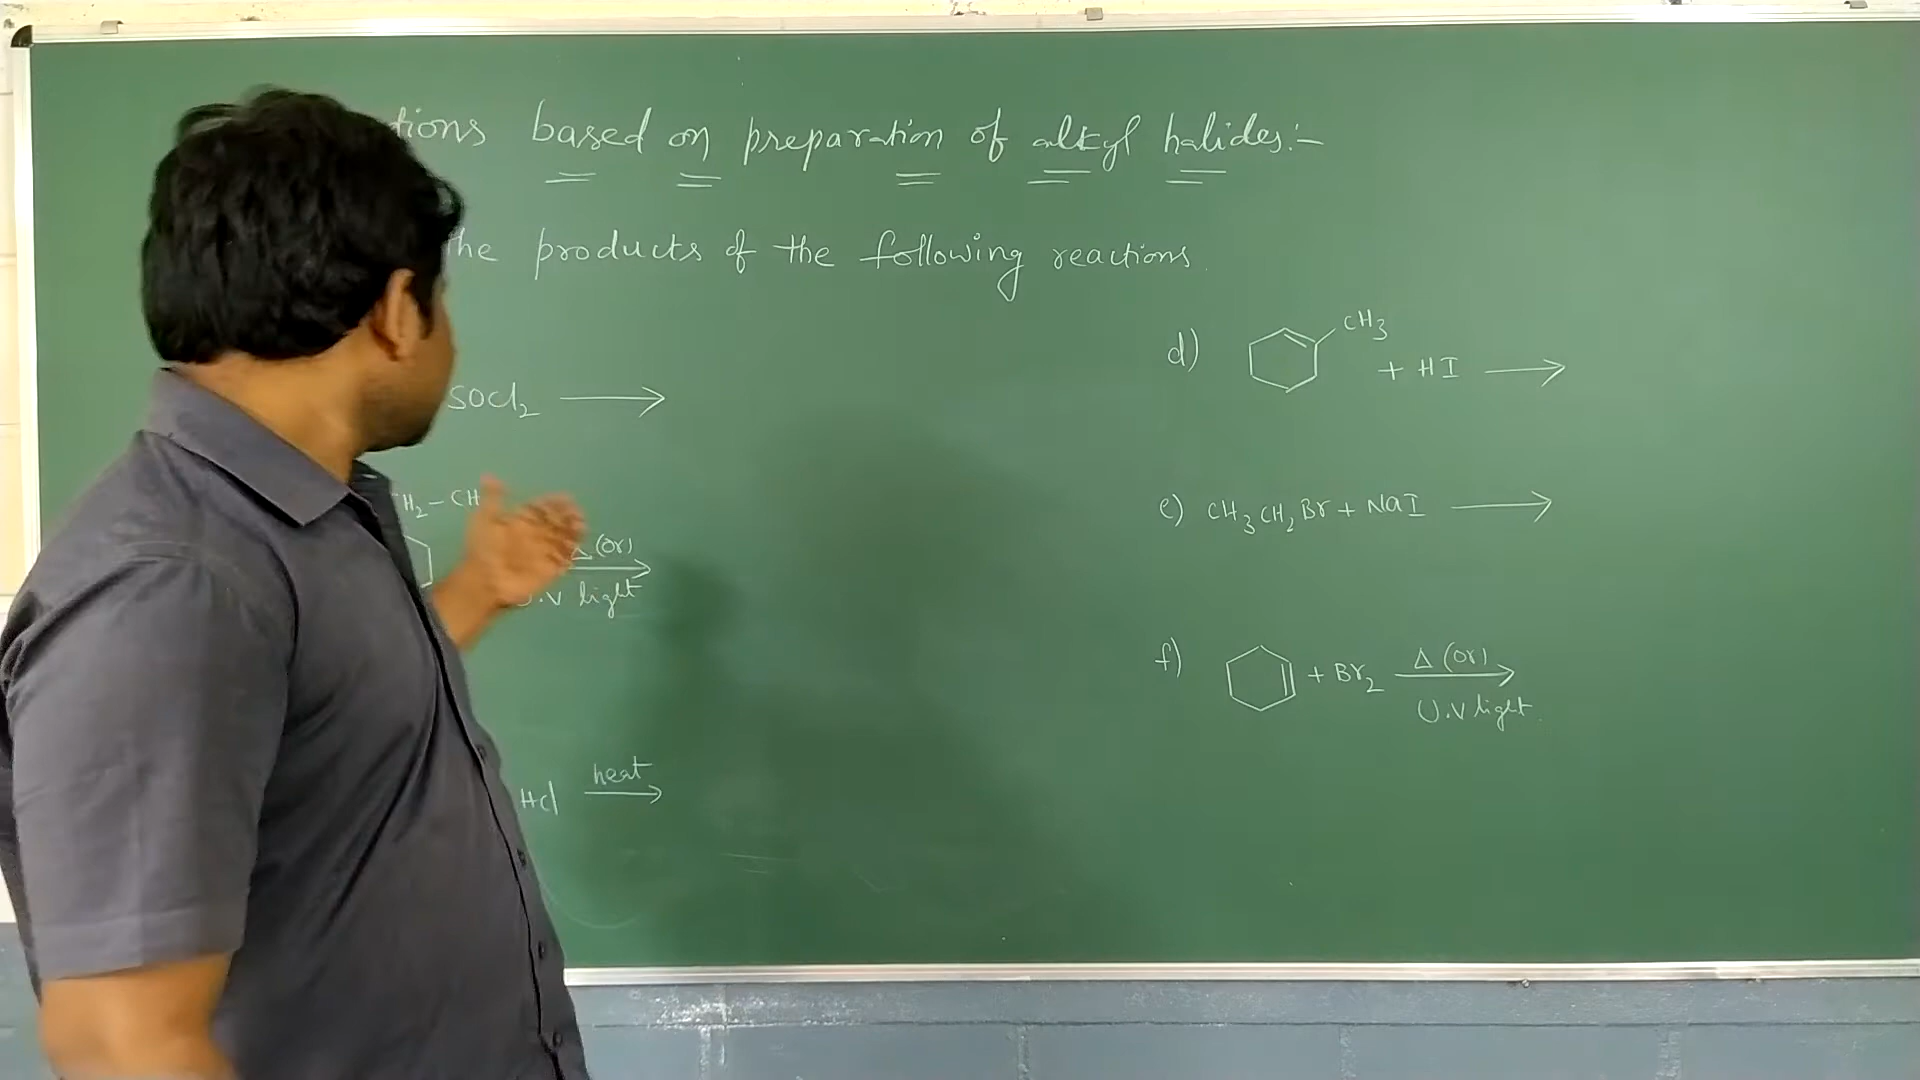 based on preparation of alkyl halides:-
the products of the following reactions.
SOCl₂ ⟶
H₂-CH
Δ (or)
U.V light
HCl heat ⟶
d) CH₃
+ HI ⟶
e) CH₃CH₂Br + NaI ⟶
f) + Br₂ Δ (or) ⟶
U.V light.